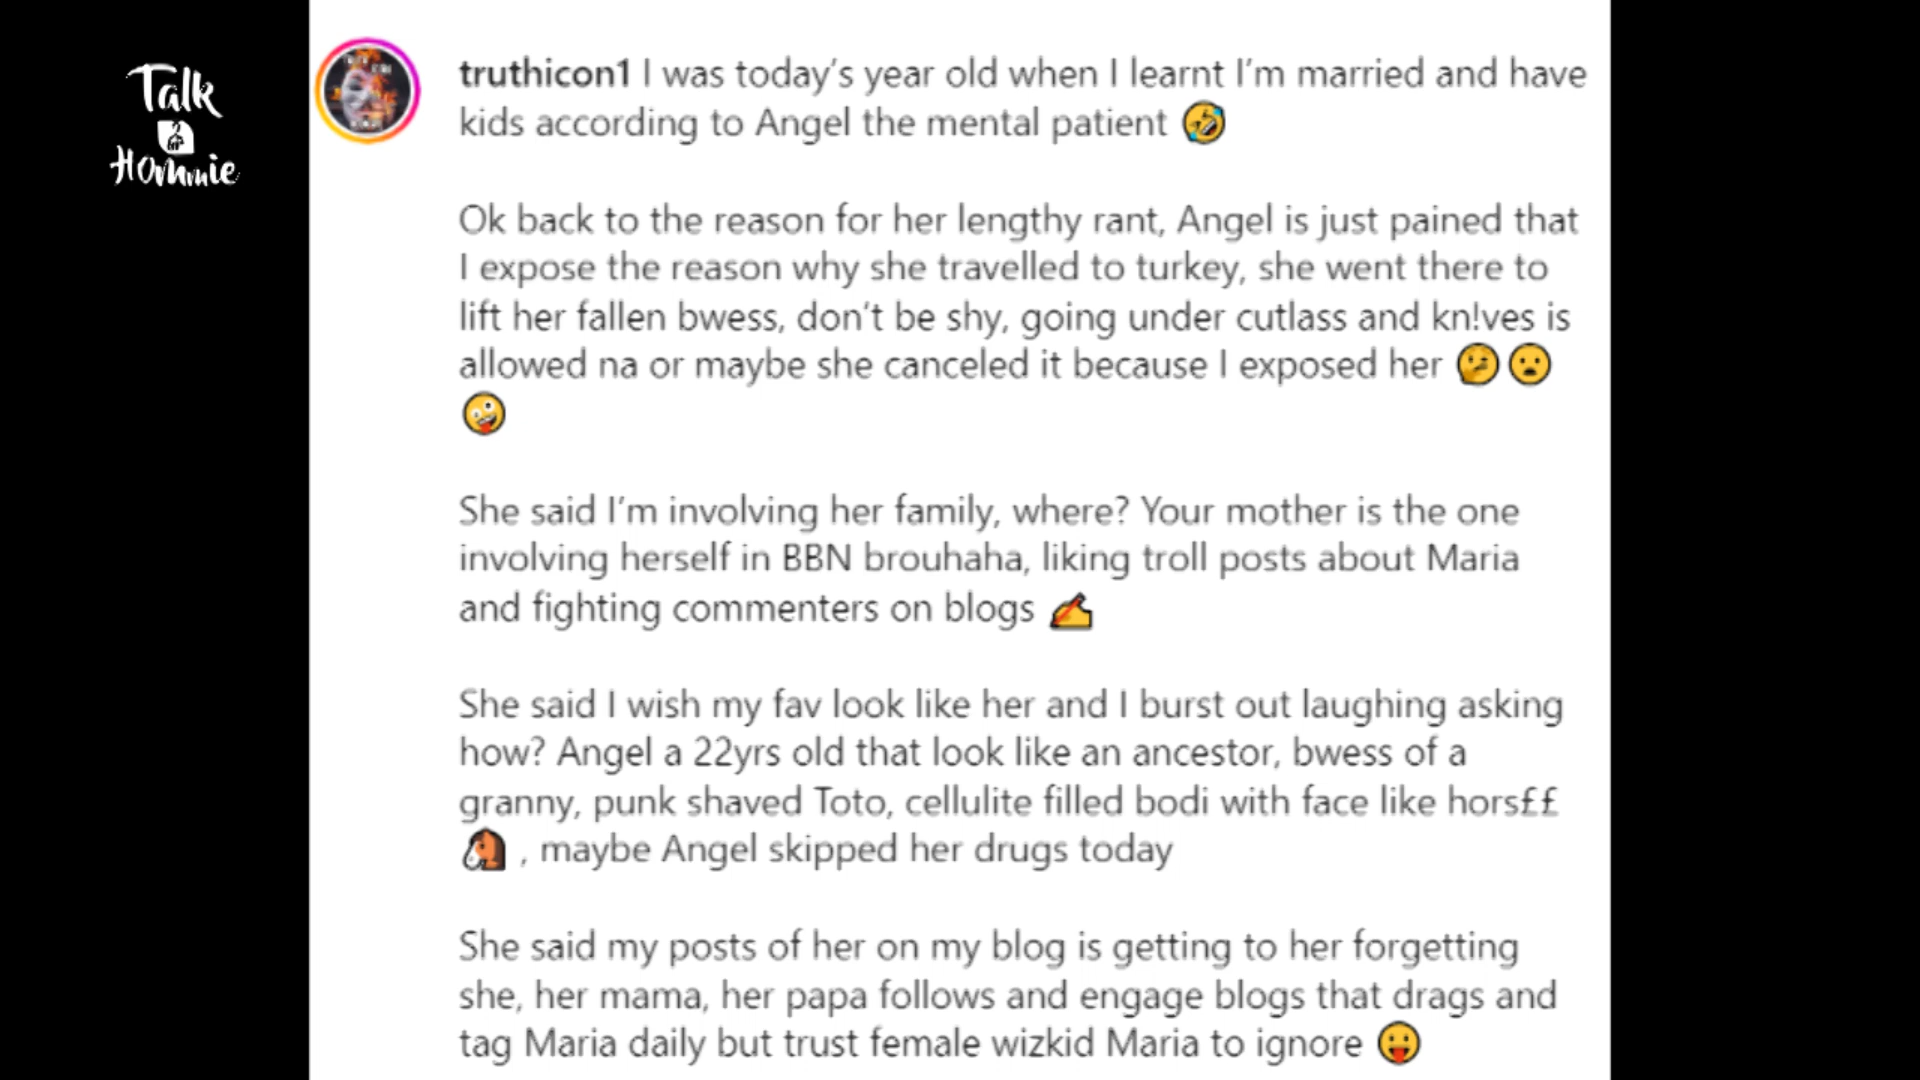 Talk
Hommie
truthicon1 I was today's year old when I learnt I'm married and have
kids according to Angel the mental patient 🤣
Ok back to the reason for her lengthy rant, Angel is just pained that
I expose the reason why she travelled to turkey, she went there to
lift her fallen bwess, don't be shy, going under cutlass and kn!ves is
allowed na or maybe she canceled it because I exposed her 🤔😮
🤪
She said I'm involving her family, where? Your mother is the one
involving herself in BBN brouhaha, liking troll posts about Maria
and fighting commenters on blogs ✍️
She said I wish my fav look like her and I burst out laughing asking
how? Angel a 22yrs old that look like an ancestor, bwess of a
granny, punk shaved Toto, cellulite filled bodi with face like hors££
🐴 , maybe Angel skipped her drugs today
She said my posts of her on my blog is getting to her forgetting
she, her mama, her papa follows and engage blogs that drags and
tag Maria daily but trust female wizkid Maria to ignore 😛